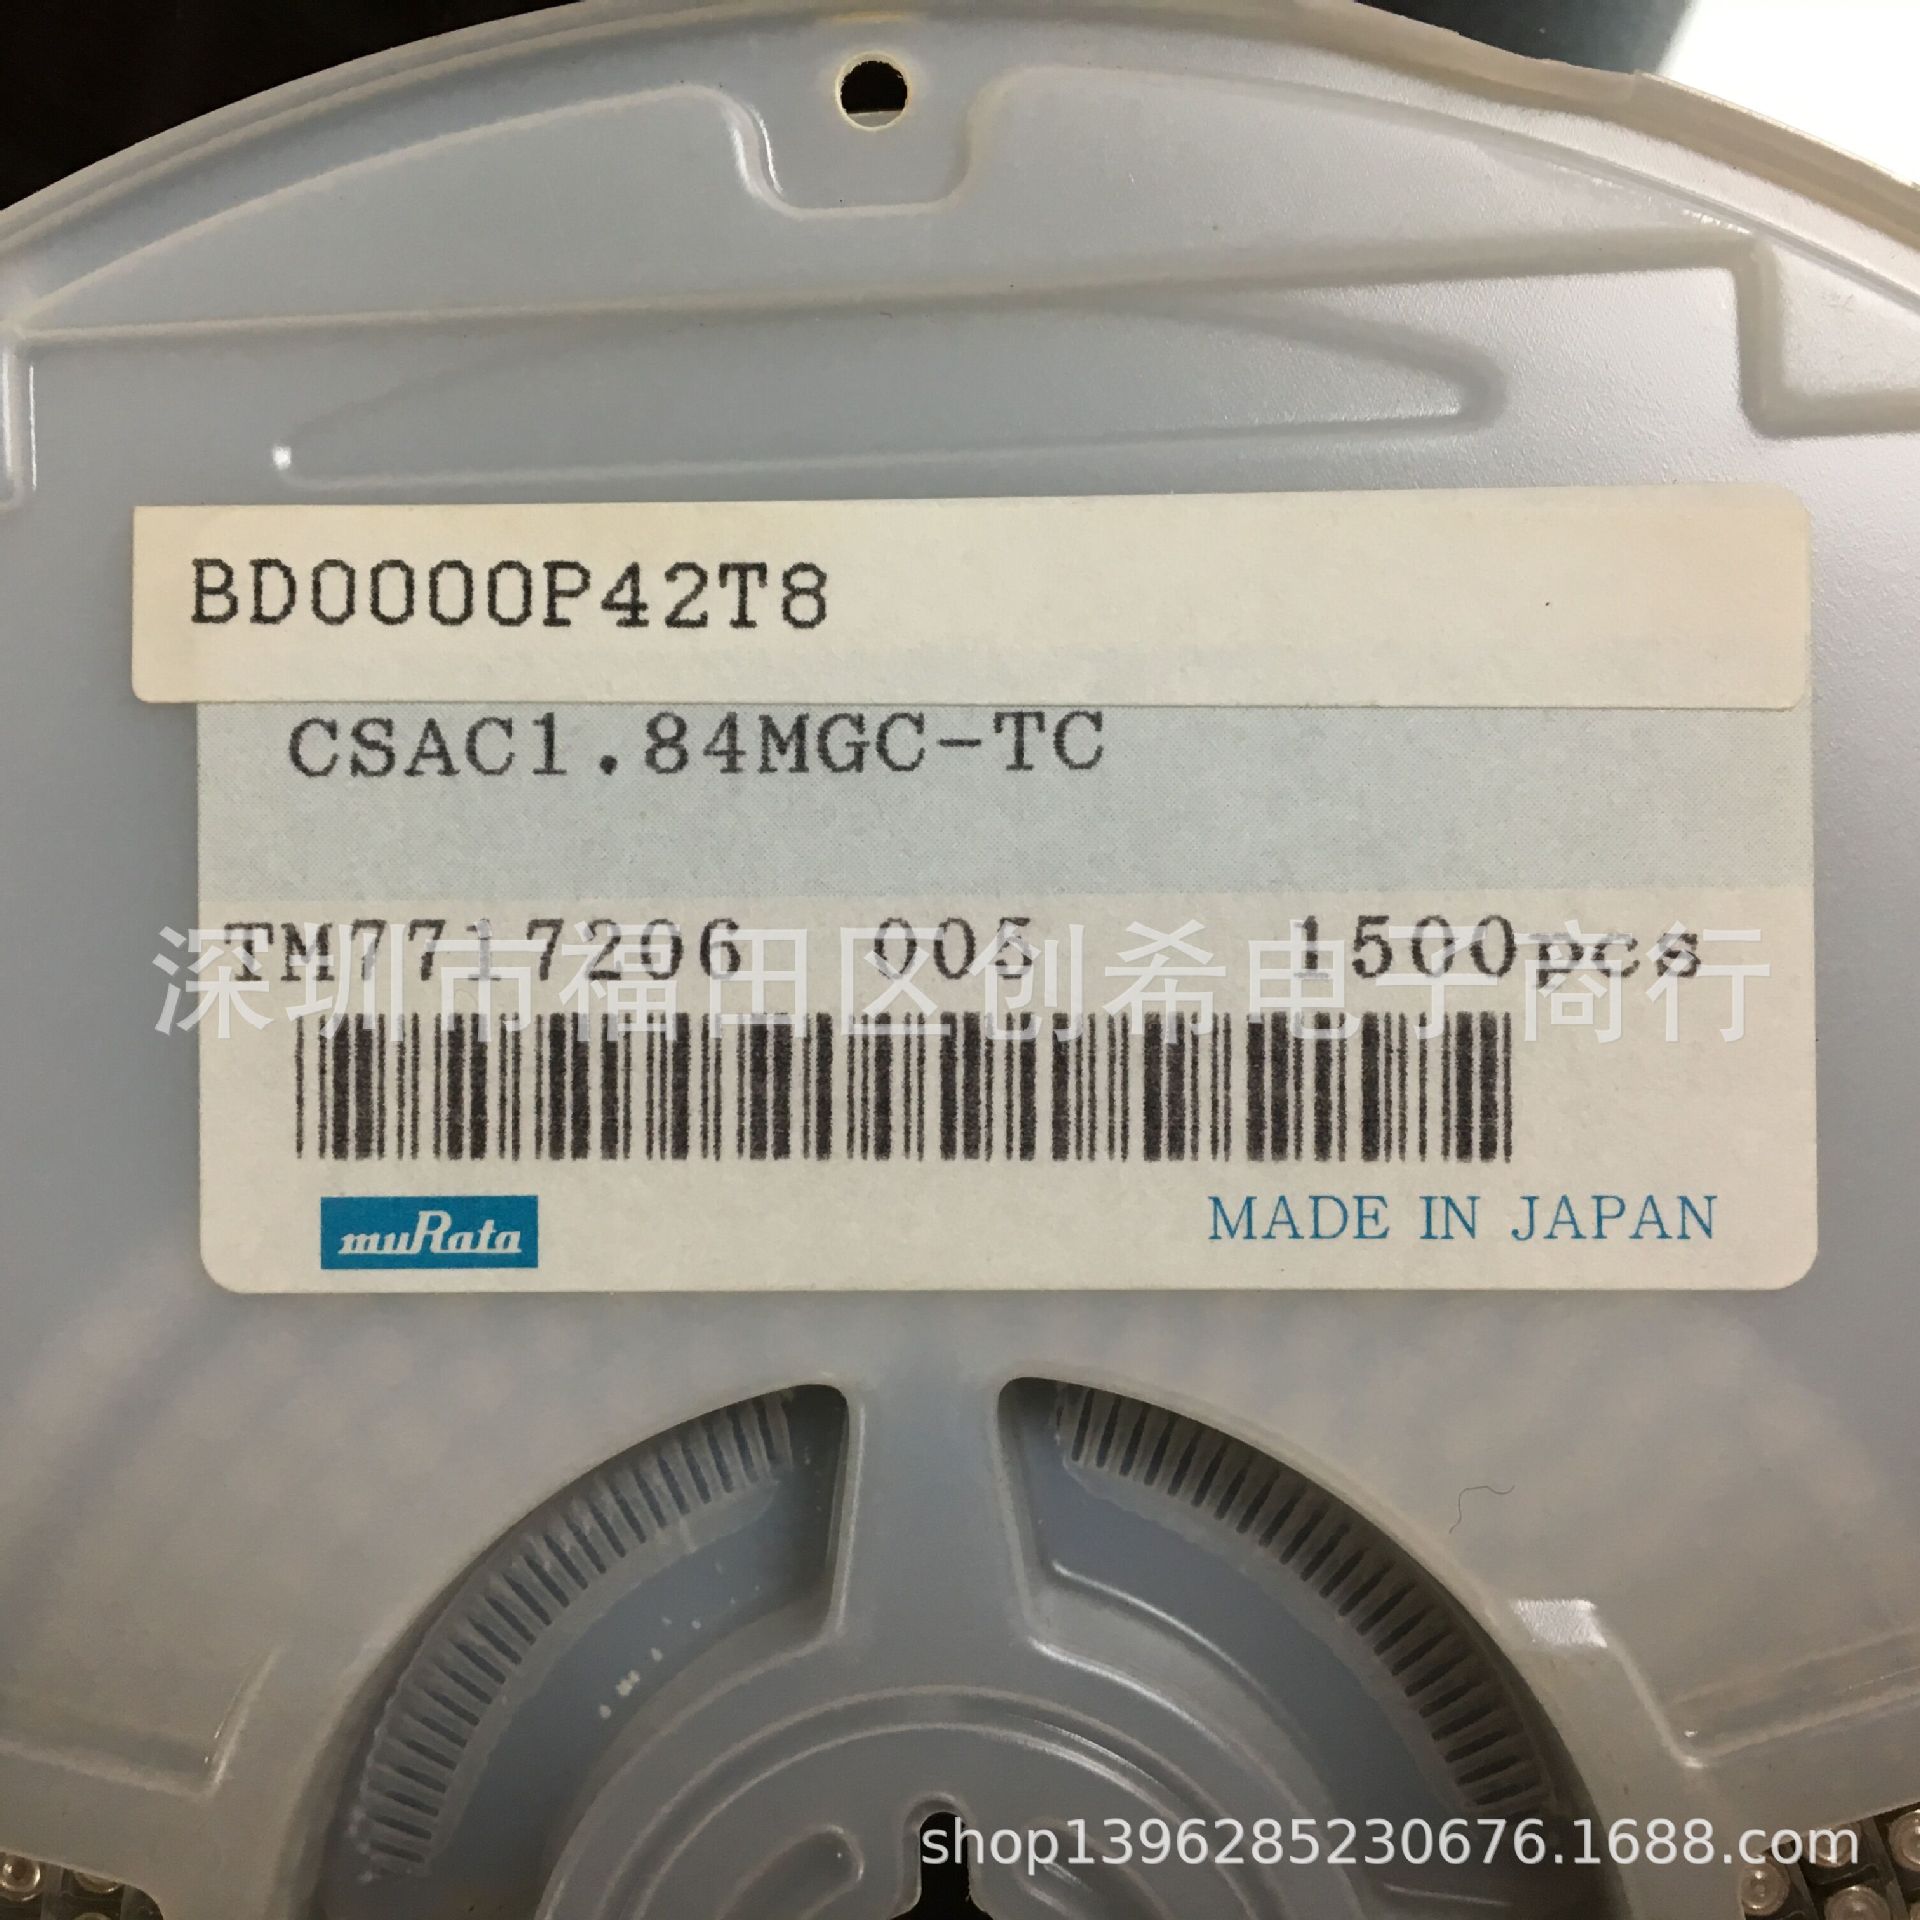 BD0000P42T8
CSAC1.84MGC-TC
TM7717206 005 1500pcs
深圳市福田区创希电子商行
muRata
MADE IN JAPAN
shop1396285230676.1688.com